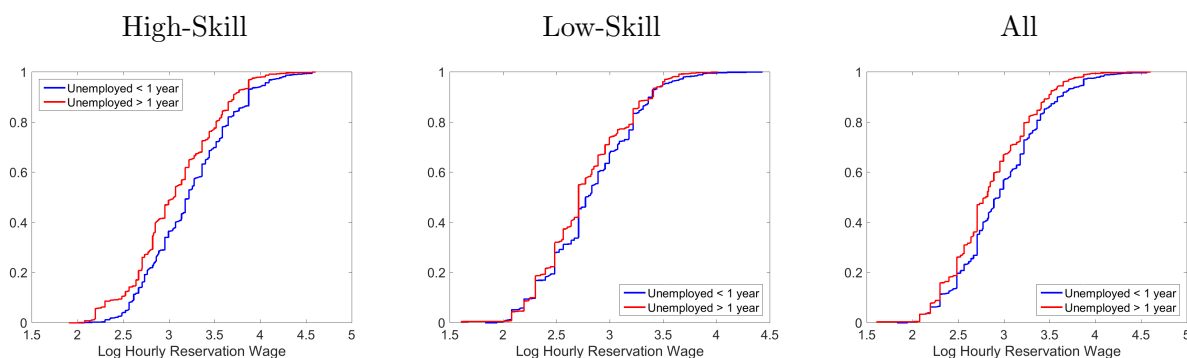 High-Skill
Low-Skill
All
1
0.8
0.6
0.4
0.2
0
1.5 2 2.5 3 3.5 4 4.5 5
Log Hourly Reservation Wage
Unemployed < 1 year
Unemployed > 1 year
1
0.8
0.6
0.4
0.2
0
1.5 2 2.5 3 3.5 4 4.5
Log Hourly Reservation Wage
Unemployed < 1 year
Unemployed > 1 year
1
0.8
0.6
0.4
0.2
0
1.5 2 2.5 3 3.5 4 4.5 5
Log Hourly Reservation Wage
Unemployed < 1 year
Unemployed > 1 year